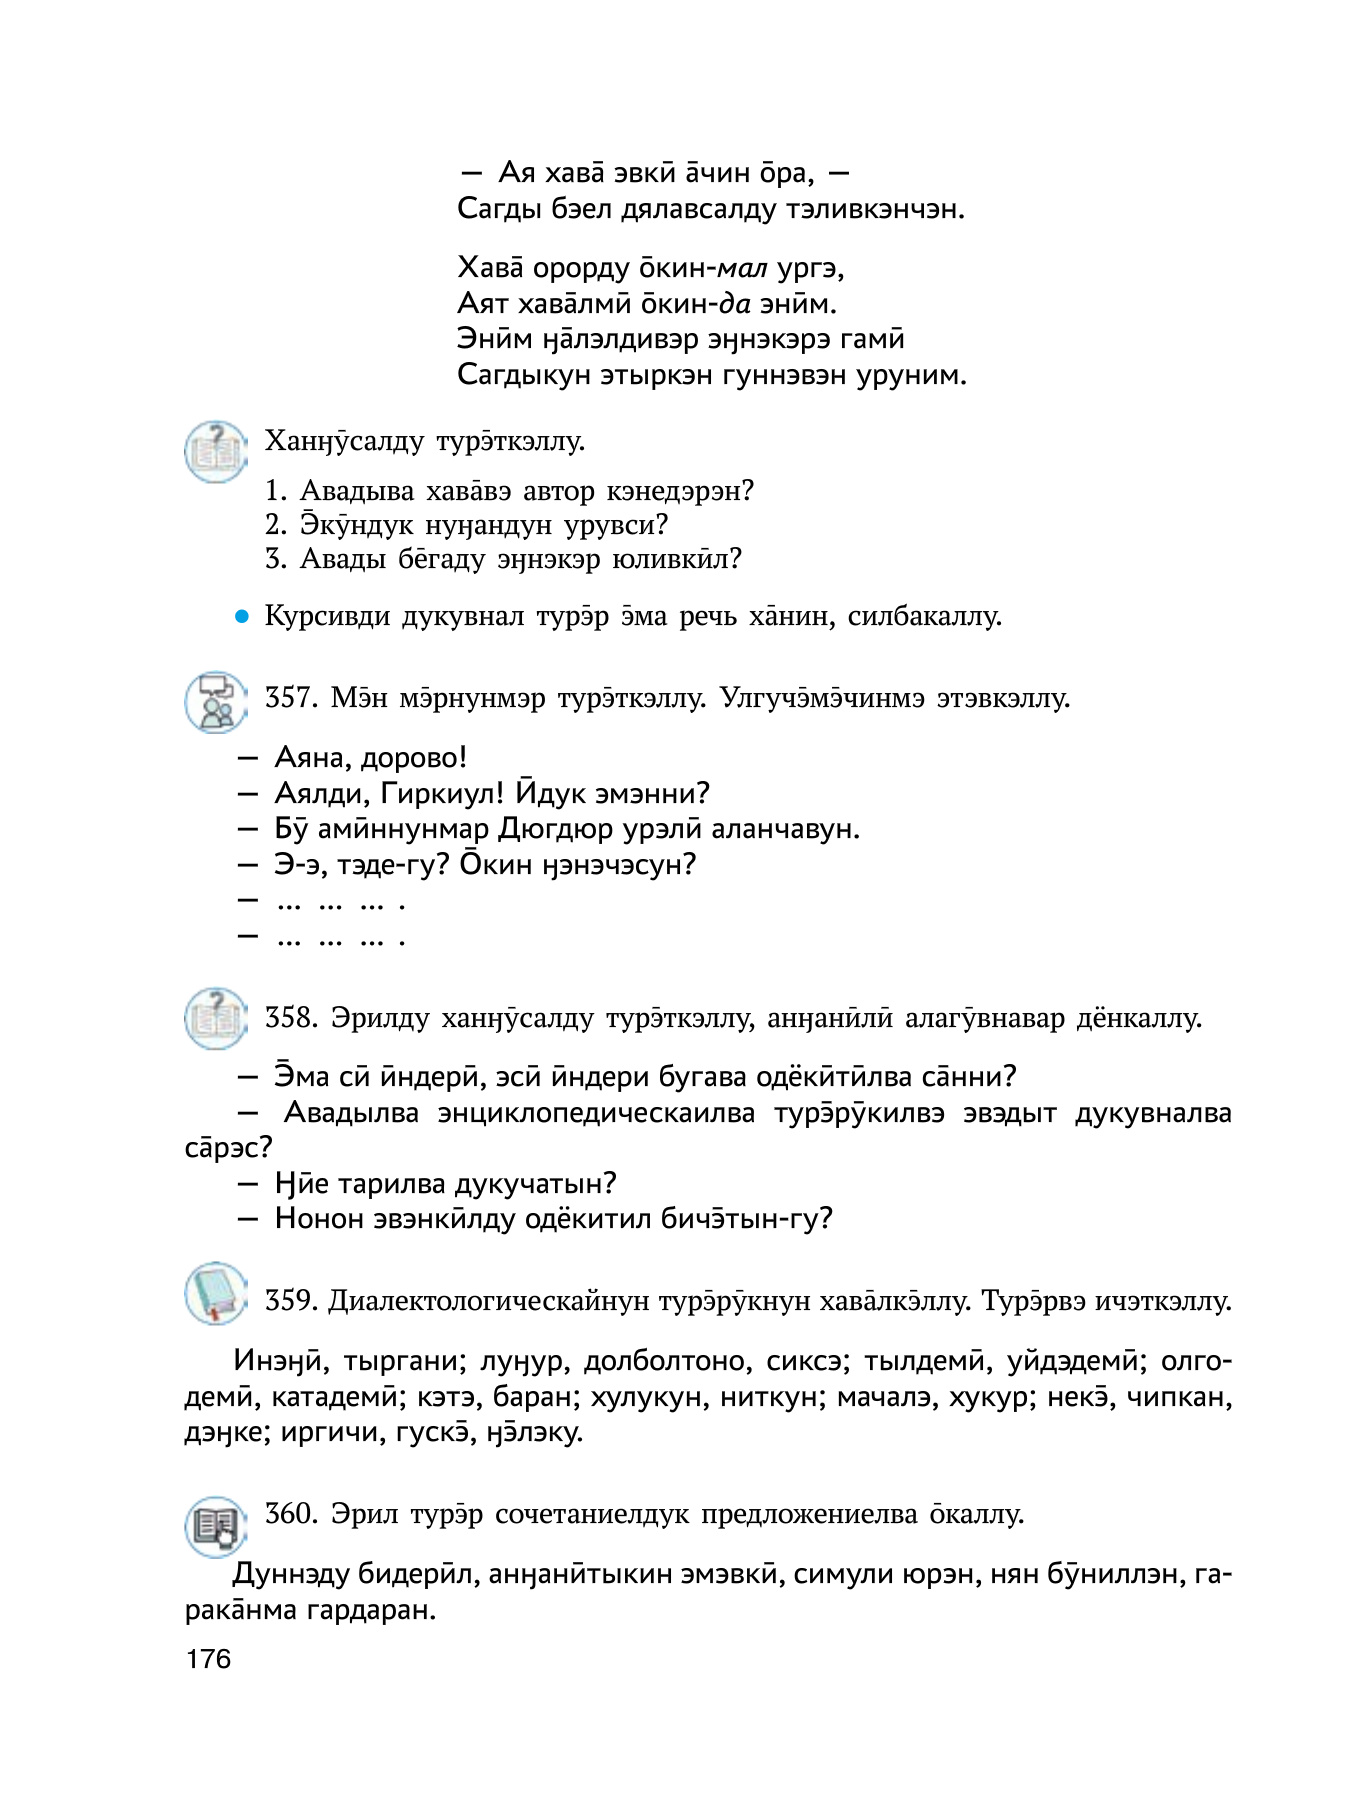 — Ая хава̄ эвкӣ а̄чин о̄ра, —
Сагды бэел дялавсалду тэливкэнчэн.
Хава̄ орорду о̄кин-мал ургэ,
Аят хава̄лмӣ о̄кин-да энӣм.
Энӣм ӈа̄лэлдивэр эӈнэкэрэ гамӣ
Сагдыкун этыркэн гуннэвэн уруним.
Ханӈӯсалду турэ̄ткэллу.
1. Авадыва хава̄вэ автор кэнедэрэн?
2. Э̄кӯндук нуӈандун урувси?
3. Авады бе̄гаду эӈнэкэр юливкӣл?
• Курсивди дукувнал турэ̄р э̄ма речь ха̄нин, силбакаллу.
357. Мэ̄н мэ̄рнунмэр турэ̄ткэллу. Улгучэ̄мэ̄чинмэ этэвкэллу.
— Аяна, дорово!
— Аялди, Гиркиул! Ӣдук эмэнни?
— Бӯ амӣннунмар Дюгдюр урэлӣ аланчавун.
— Э-э, тэде-гу? О̄кин ӈэнэчэсун?
— ... ... ... .
— ... ... ... .
358. Эрилду ханӈӯсалду турэ̄ткэллу, анӈанӣлӣ алагӯвнавар дёнкаллу.
— Э̄ма сӣ ӣндерӣ, эсӣ ӣндери бугава одёкӣтӣлва са̄нни?
— Авадылва энциклопедическаилва турэ̄рӯкилвэ эвэдыт дукувналва
са̄рэс?
— Ӈӣе тарилва дукучатын?
— Нонон эвэнкӣлду одёкитил бичэ̄тын-гу?
359. Диалектологическайнун турэ̄рӯкнун хава̄лкэ̄ллу. Турэ̄рвэ ичэткэллу.
Инэӈӣ, тыргани; луӈур, долболтоно, сиксэ; тылдемӣ, уйдэдемӣ; олго-
демӣ, катадемӣ; кэтэ, баран; хулукун, ниткун; мачалэ, хукур; некэ̄, чипкан,
дэӈке; иргичи, гускэ̄, ӈэ̄лэку.
360. Эрил турэ̄р сочетаниелдук предложениелва о̄каллу.
Дуннэду бидерӣл, анӈанӣтыкин эмэвкӣ, симули юрэн, нян бӯниллэн, га-
рака̄нма гардаран.
176